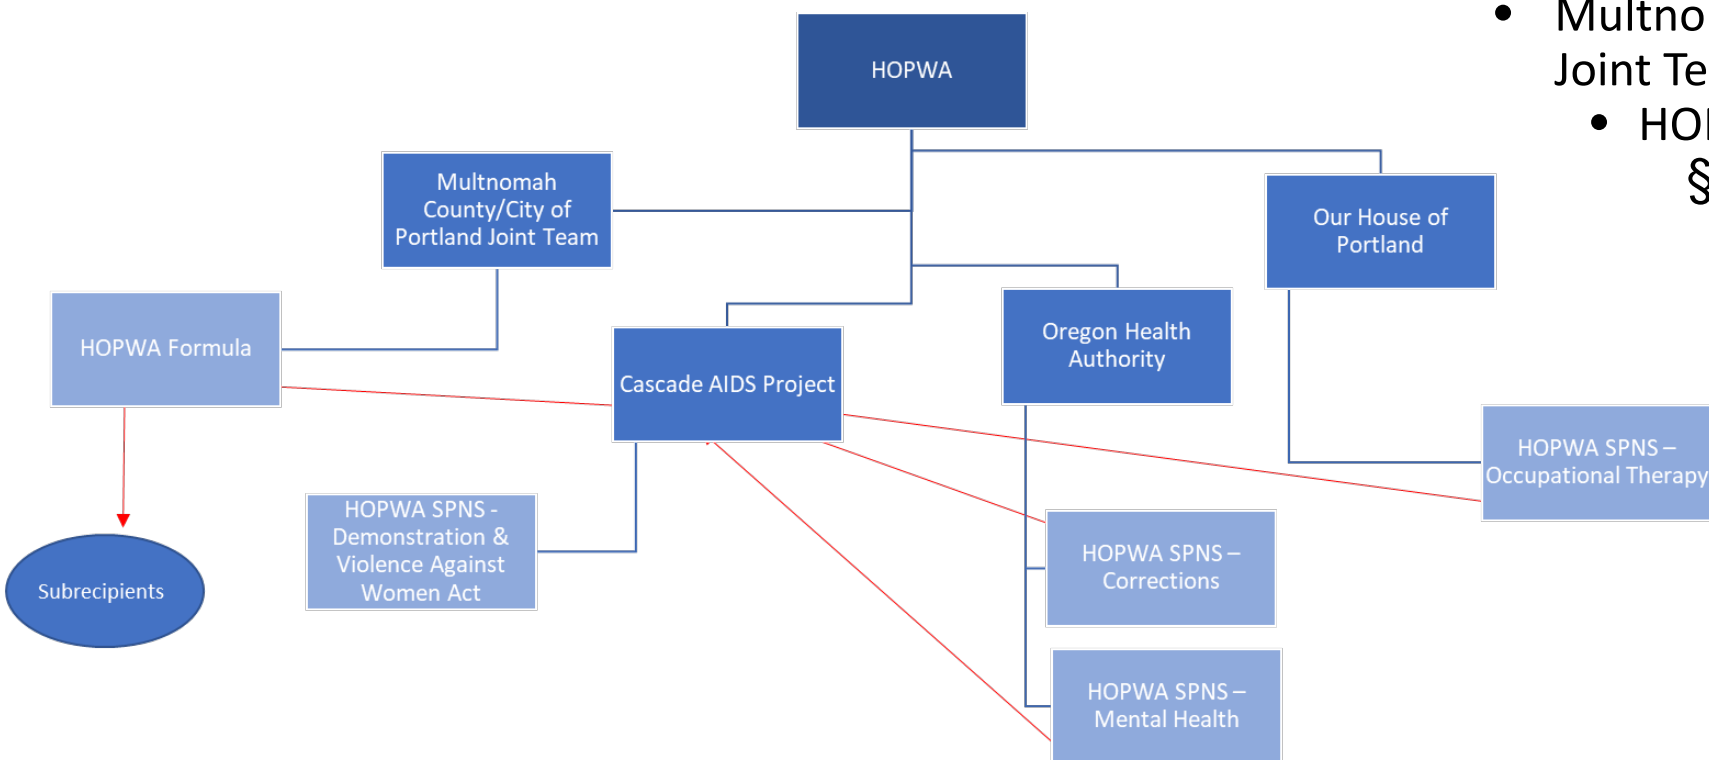 HOPWA
Multnomah
County/City of
Portland Joint Team
Our House of
Portland
HOPWA Formula
Cascade AIDS Project
Oregon Health
Authority
HOPWA SPNS –
Occupational Therapy
HOPWA SPNS -
Demonstration &
Violence Against
Women Act
HOPWA SPNS –
Corrections
Subrecipients
HOPWA SPNS –
Mental Health
• Multno
Joint Te
• HO
§